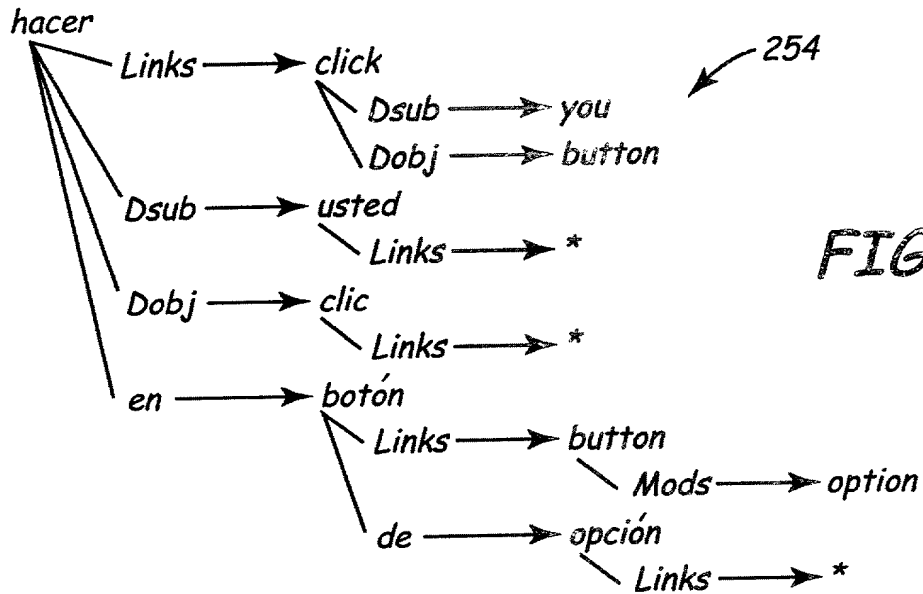 hacer
Links click
254
Dsub you
Dobj button
Dsub usted
Links *
FIG
Dobj clic
Links *
en botón
Links button
Mods option
de opción
Links *